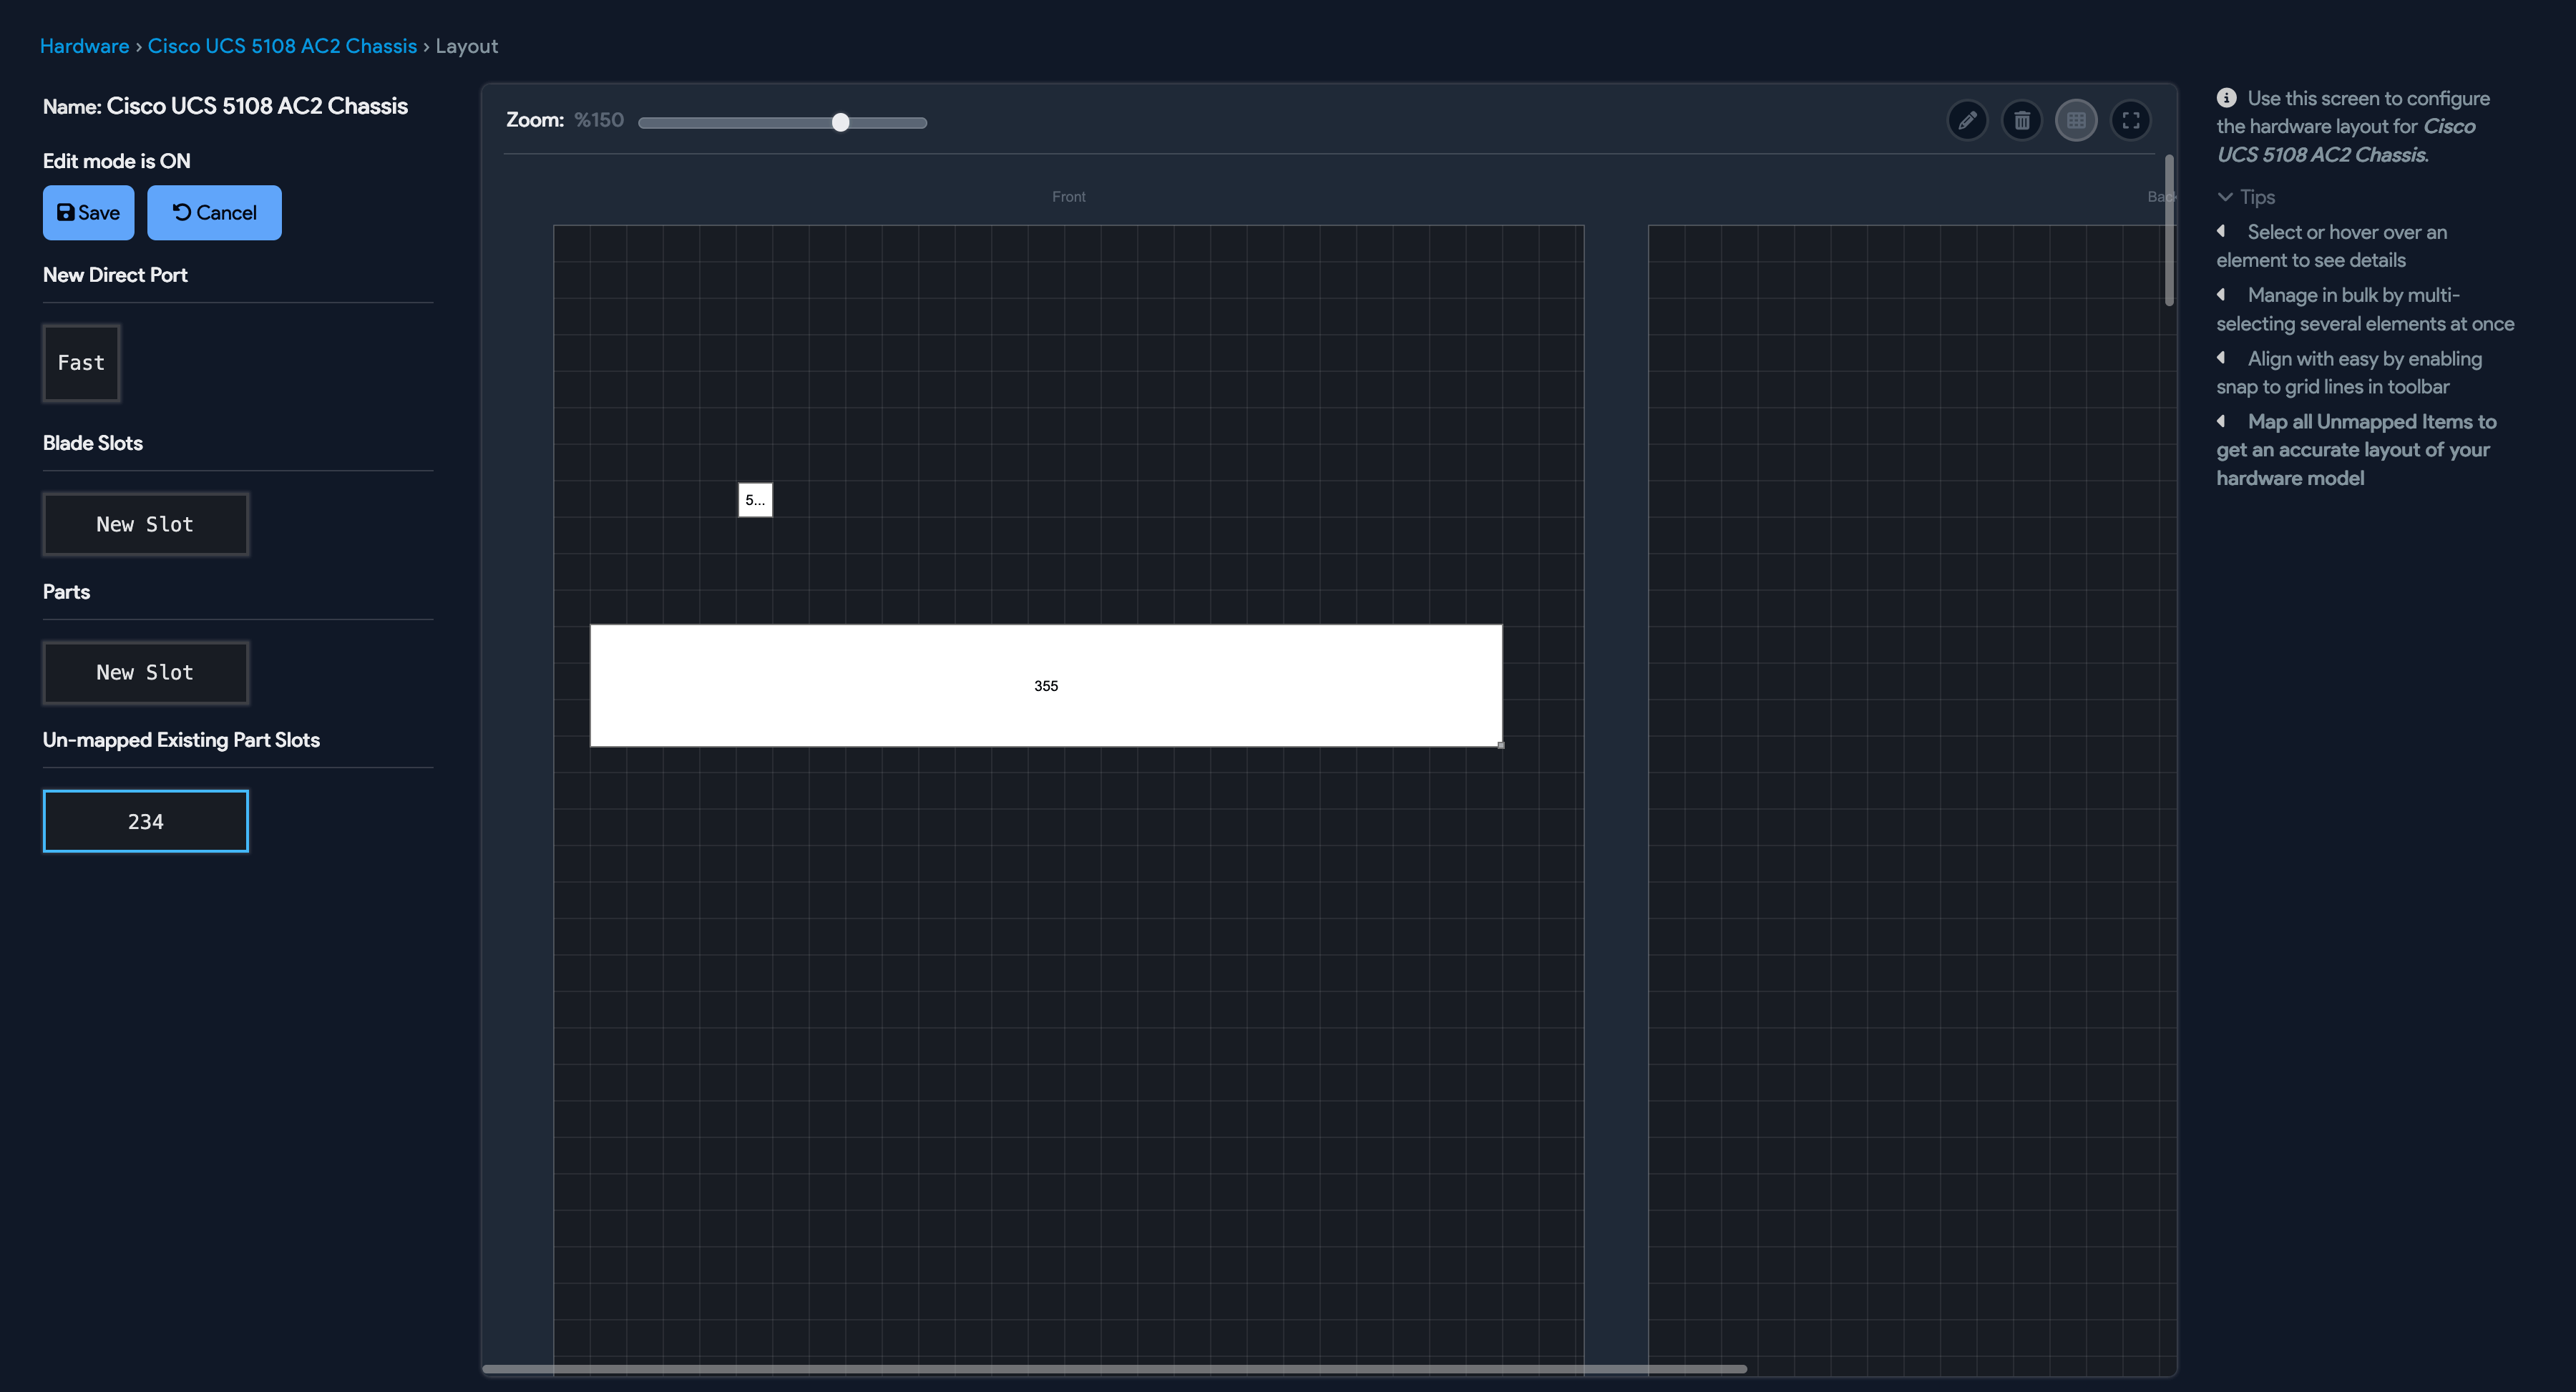 Hardware › Cisco UCS 5108 AC2 Chassis › Layout
Name: Cisco UCS 5108 AC2 Chassis
Edit mode is ON
Save Cancel
New Direct Port
Fast
Blade Slots
New Slot
Parts
New Slot
Un-mapped Existing Part Slots
234
Zoom: %150
Front
Back
5...
355
Use this screen to configure
the hardware layout for Cisco
UCS 5108 AC2 Chassis.
Tips
Select or hover over an
element to see details
Manage in bulk by multi-
selecting several elements at once
Align with easy by enabling
snap to grid lines in toolbar
Map all Unmapped Items to
get an accurate layout of your
hardware model